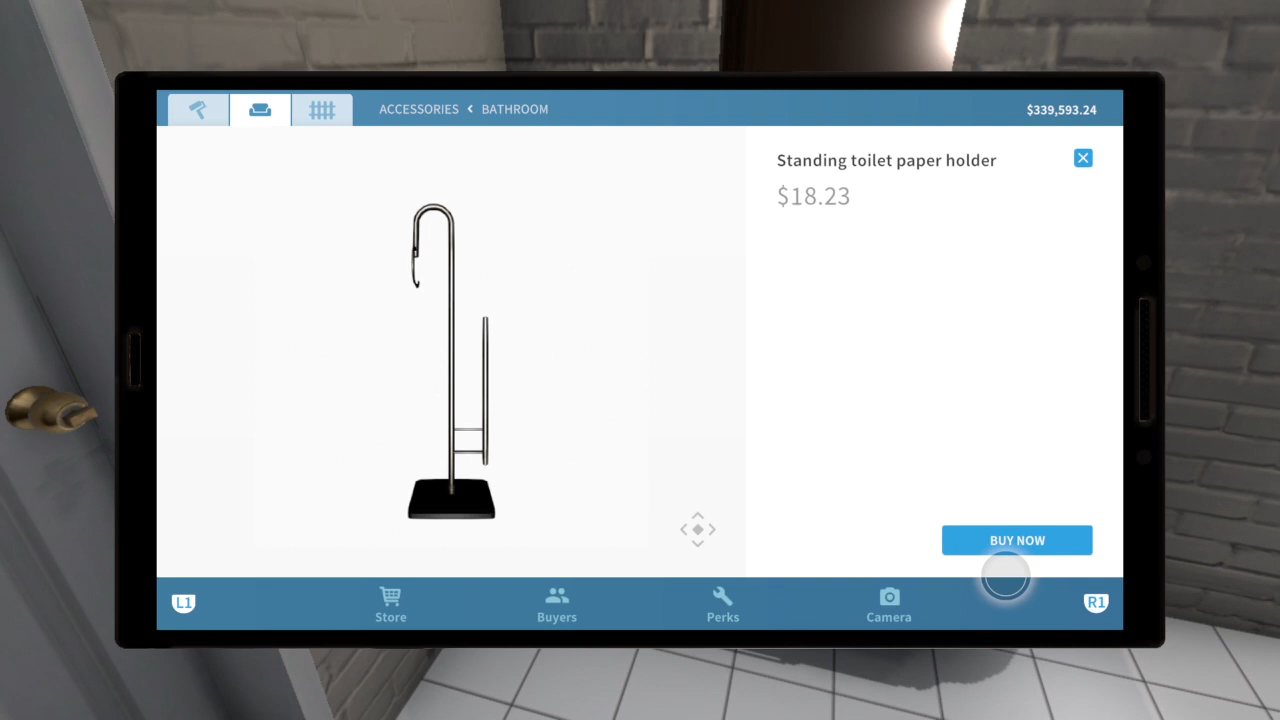 ACCESSORIES < BATHROOM
$339,593.24
Standing toilet paper holder
$18.23
BUY NOW
L1
Store
Buyers
Perks
Camera
R1